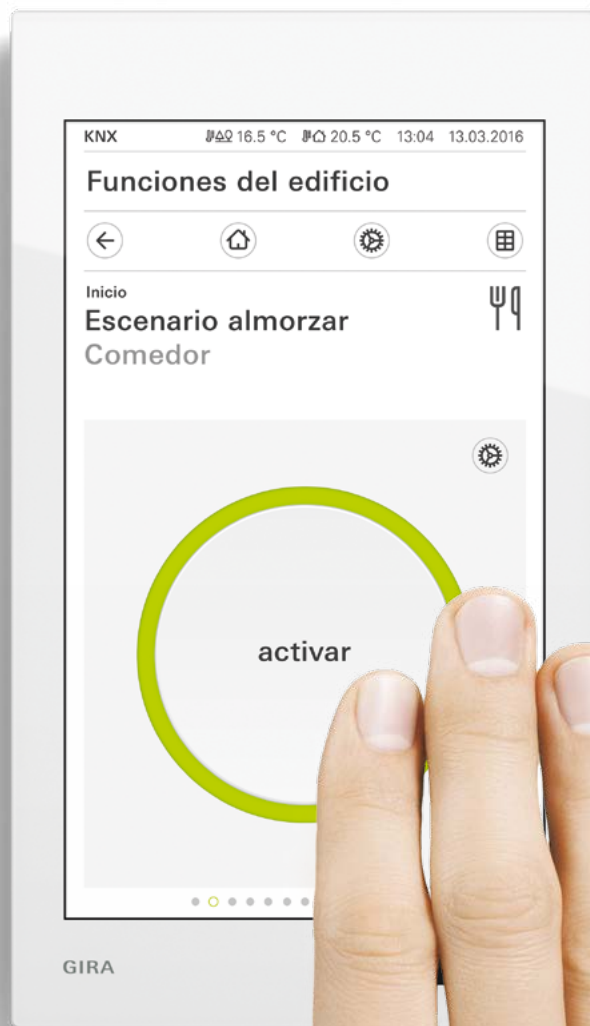 KNX 16.5 °C 20.5 °C 13:04 13.03.2016
Funciones del edificio
Inicio
Escenario almorzar
Comedor
activar
GIRA